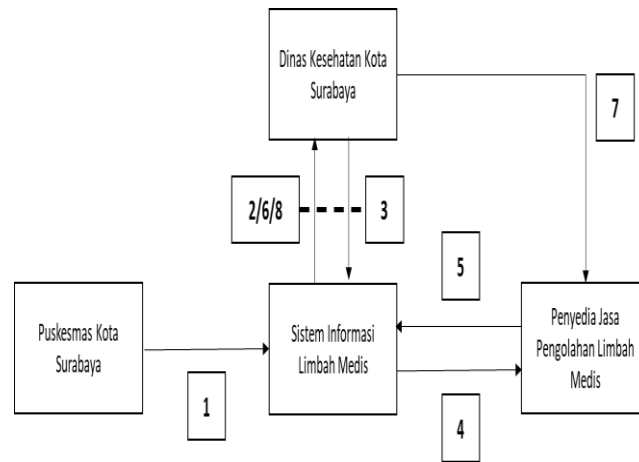 Dinas Kesehatan Kota
Surabaya
7
2/6/8
3
5
Puskesmas Kota
Surabaya
Sistem Informasi
Limbah Medis
Penyedia Jasa
Pengolahan Limbah
Medis
1
4